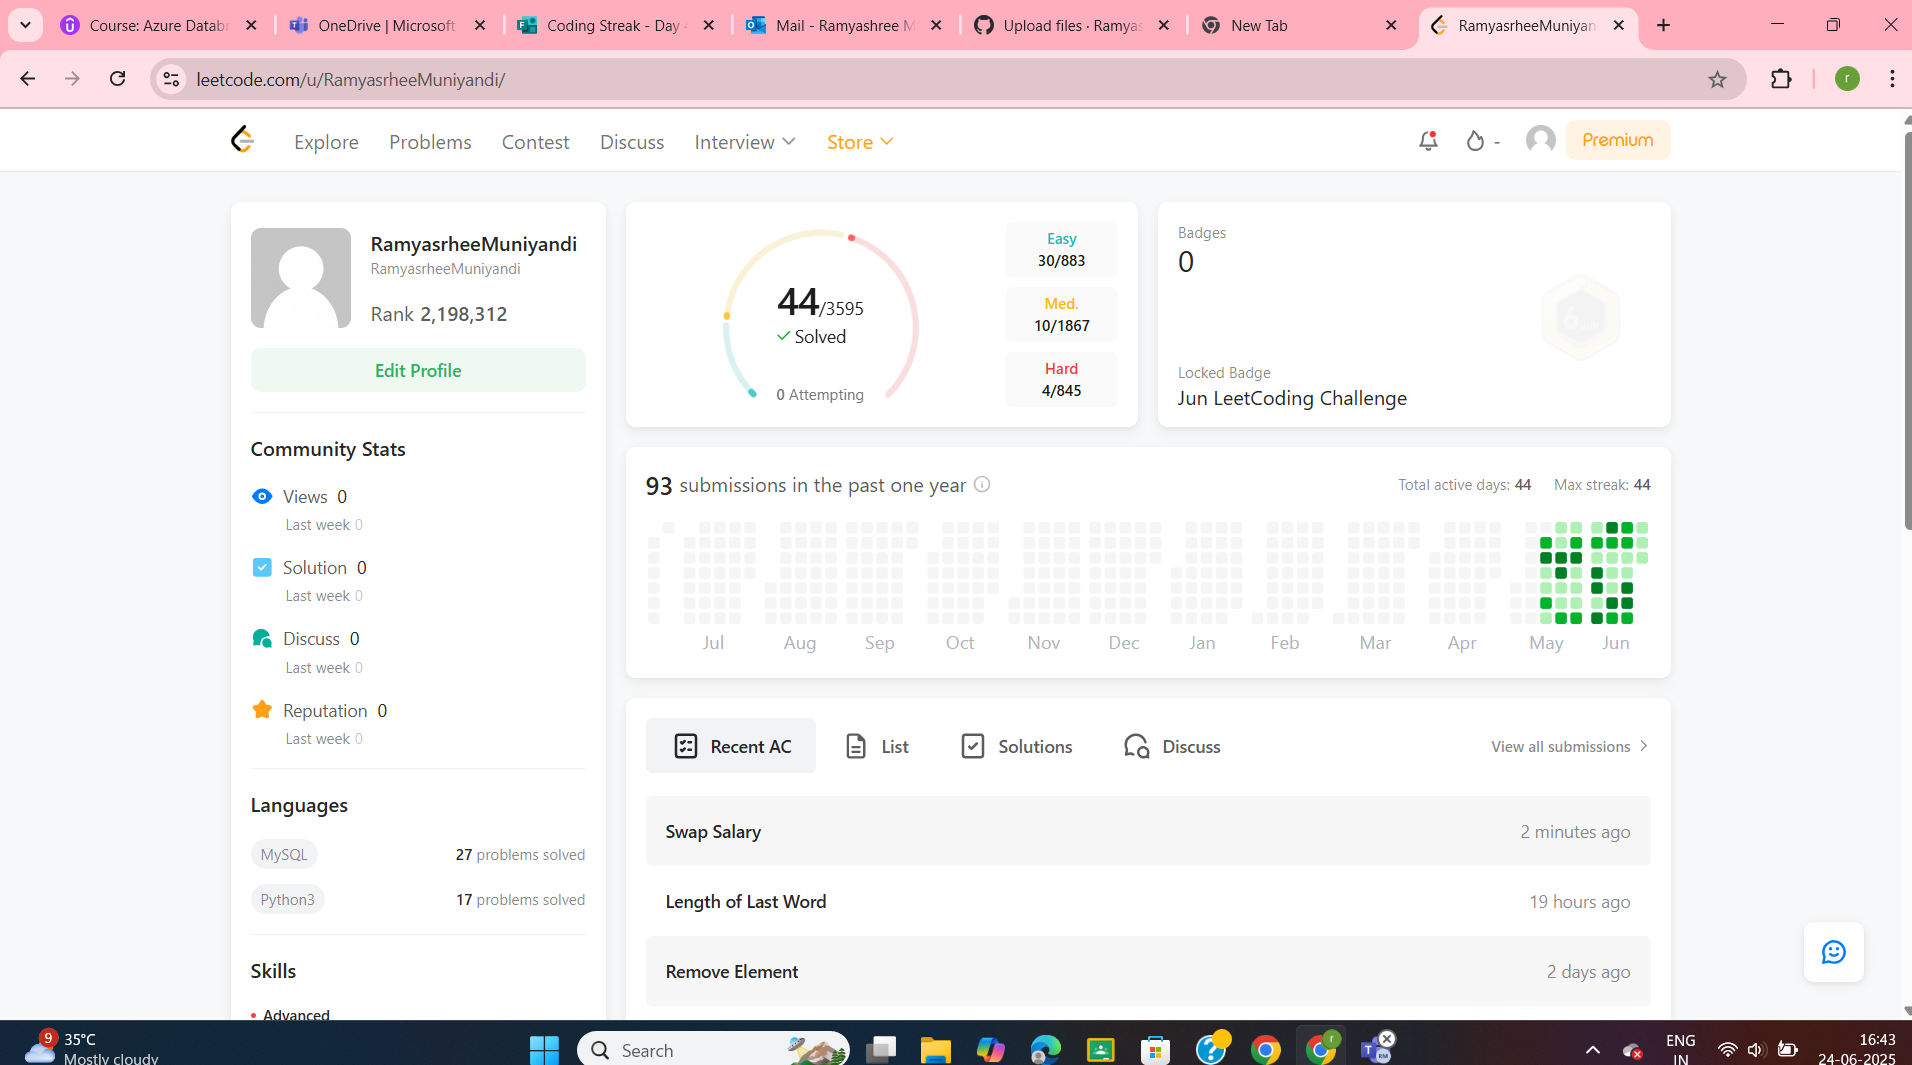 Course: Azure Datab
OneDrive | Microsoft
Coding Streak - Day
Mail - Ramyashree M
Upload files · Ramyas
New Tab
RamyasrheeMuniyan
leetcode.com/u/RamyasrheeMuniyandi/
r
Explore
Problems
Contest
Discuss
Interview
Store
-
Premium
RamyasrheeMuniyandi
RamyasrheeMuniyandi
Rank 2,198,312
Edit Profile
Community Stats
Views 0
Last week 0
Solution 0
Last week 0
Discuss 0
Last week 0
Reputation 0
Last week 0
Languages
MySQL
27 problems solved
Python3
17 problems solved
Skills
Advanced
44/3595
Solved
0 Attempting
Easy
30/883
Med.
10/1867
Hard
4/845
Badges
0
Locked Badge
Jun LeetCoding Challenge
93 submissions in the past one year
Total active days: 44
Max streak: 44
Jul
Aug
Sep
Oct
Nov
Dec
Jan
Feb
Mar
Apr
May
Jun
Recent AC
List
Solutions
Discuss
View all submissions
Swap Salary
2 minutes ago
Length of Last Word
19 hours ago
Remove Element
2 days ago
9
35°C
Mostly cloudy
Search
ENG
IN
16:43
24-06-2025